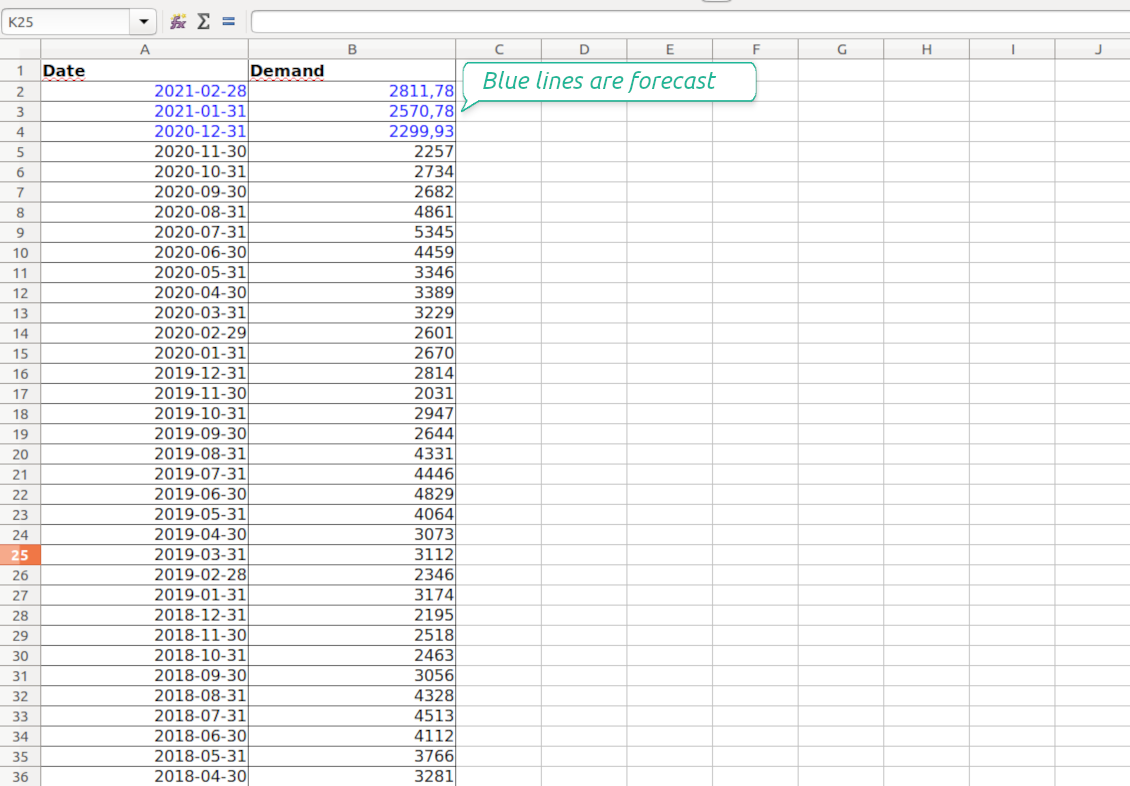 K25
A B C D E F G H I J
1 Date Demand
Blue lines are forecast
2 2021-02-28 2811,78
3 2021-01-31 2570,78
4 2020-12-31 2299,93
5 2020-11-30 2257
6 2020-10-31 2734
7 2020-09-30 2682
8 2020-08-31 4861
9 2020-07-31 5345
10 2020-06-30 4459
11 2020-05-31 3346
12 2020-04-30 3389
13 2020-03-31 3229
14 2020-02-29 2601
15 2020-01-31 2670
16 2019-12-31 2814
17 2019-11-30 2031
18 2019-10-31 2947
19 2019-09-30 2644
20 2019-08-31 4331
21 2019-07-31 4446
22 2019-06-30 4829
23 2019-05-31 4064
24 2019-04-30 3073
25 2019-03-31 3112
26 2019-02-28 2346
27 2019-01-31 3174
28 2018-12-31 2195
29 2018-11-30 2518
30 2018-10-31 2463
31 2018-09-30 3056
32 2018-08-31 4328
33 2018-07-31 4513
34 2018-06-30 4112
35 2018-05-31 3766
36 2018-04-30 3281